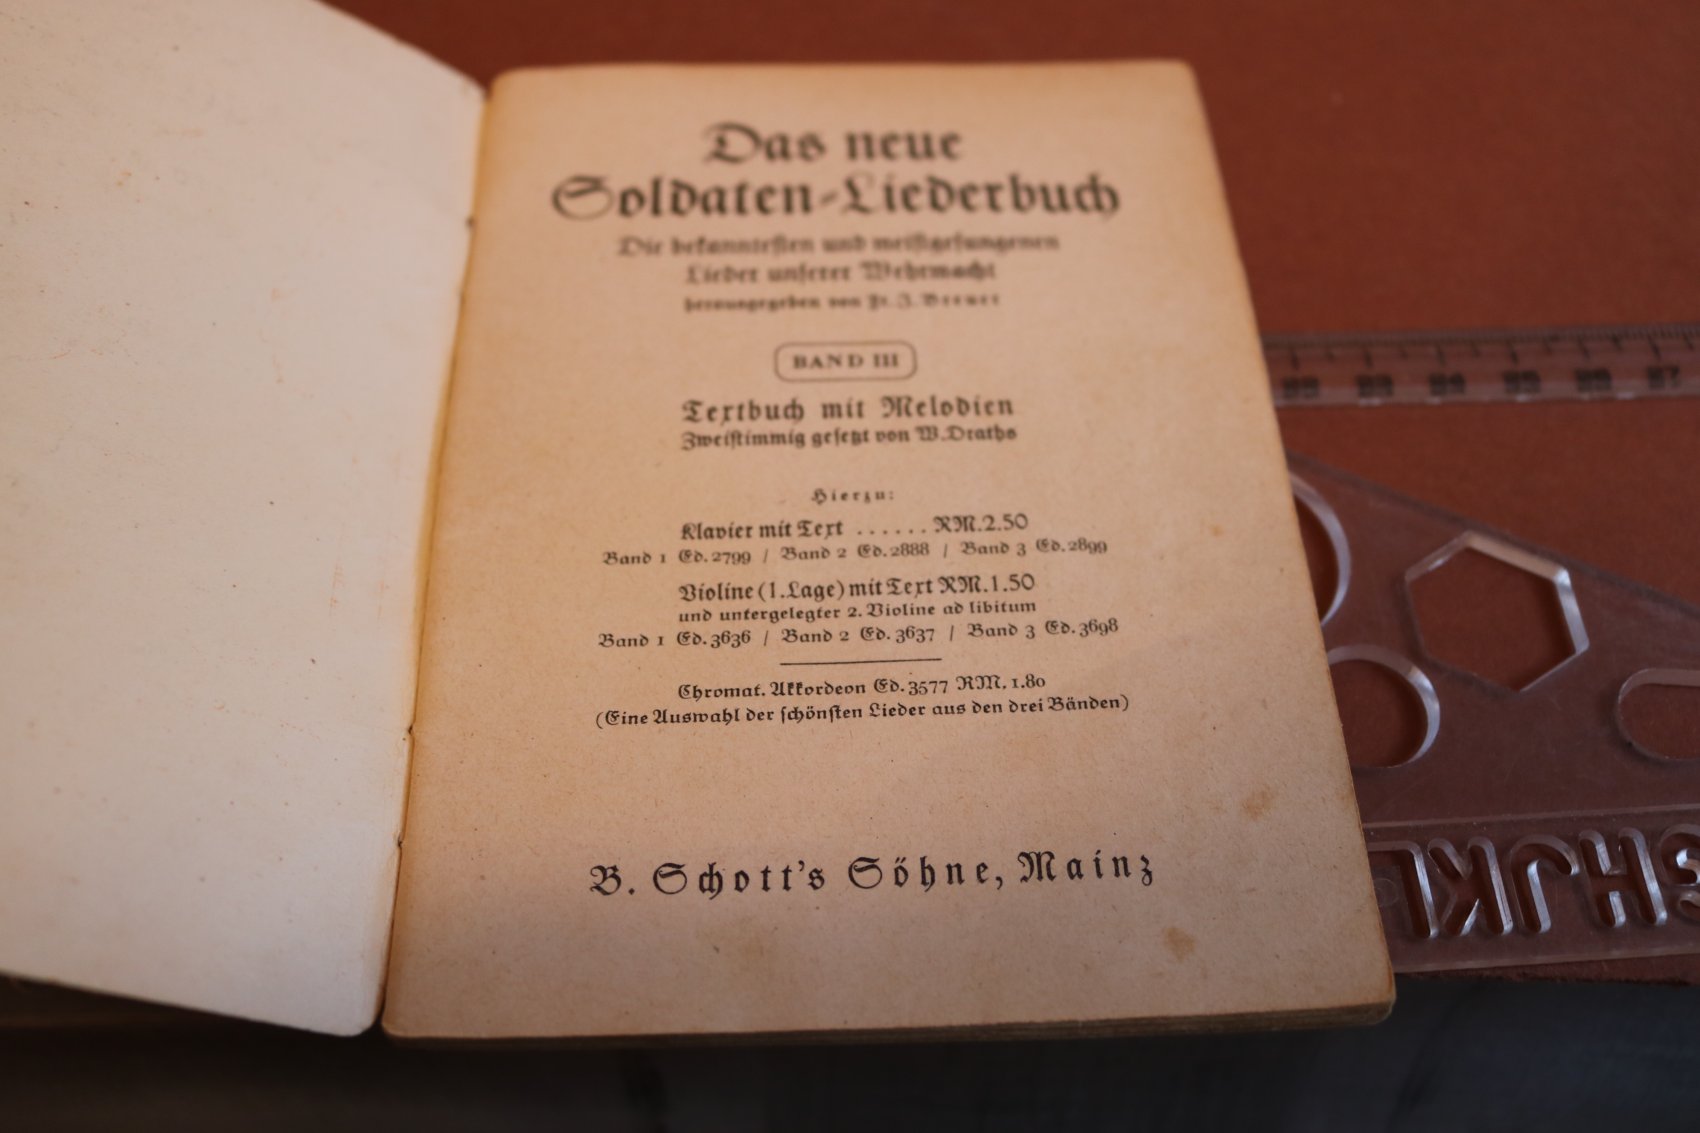 Das neue
Soldaten-Liederbuch
Die bekanntesten und meistgesungenen
Lieder unserer Wehrmacht
herausgegeben von Fr. J. Breuer
BAND III
Textbuch mit Melodien
Zweistimmig gesetzt von W. Draths
Hierzu:
Klavier mit Text ...... RM. 2.50
Band 1 Ed. 2799 / Band 2 Ed. 2888 / Band 3 Ed. 2899
Violine (1. Lage) mit Text RM. 1.50
und untergelegter 2. Violine ad libitum
Band 1 Ed. 3636 / Band 2 Ed. 3637 / Band 3 Ed. 3698
Chromat. Akkordeon Ed. 3577 RM. 1.80
(Eine Auswahl der schönsten Lieder aus den drei Bänden)
B. Schott's Söhne, Mainz